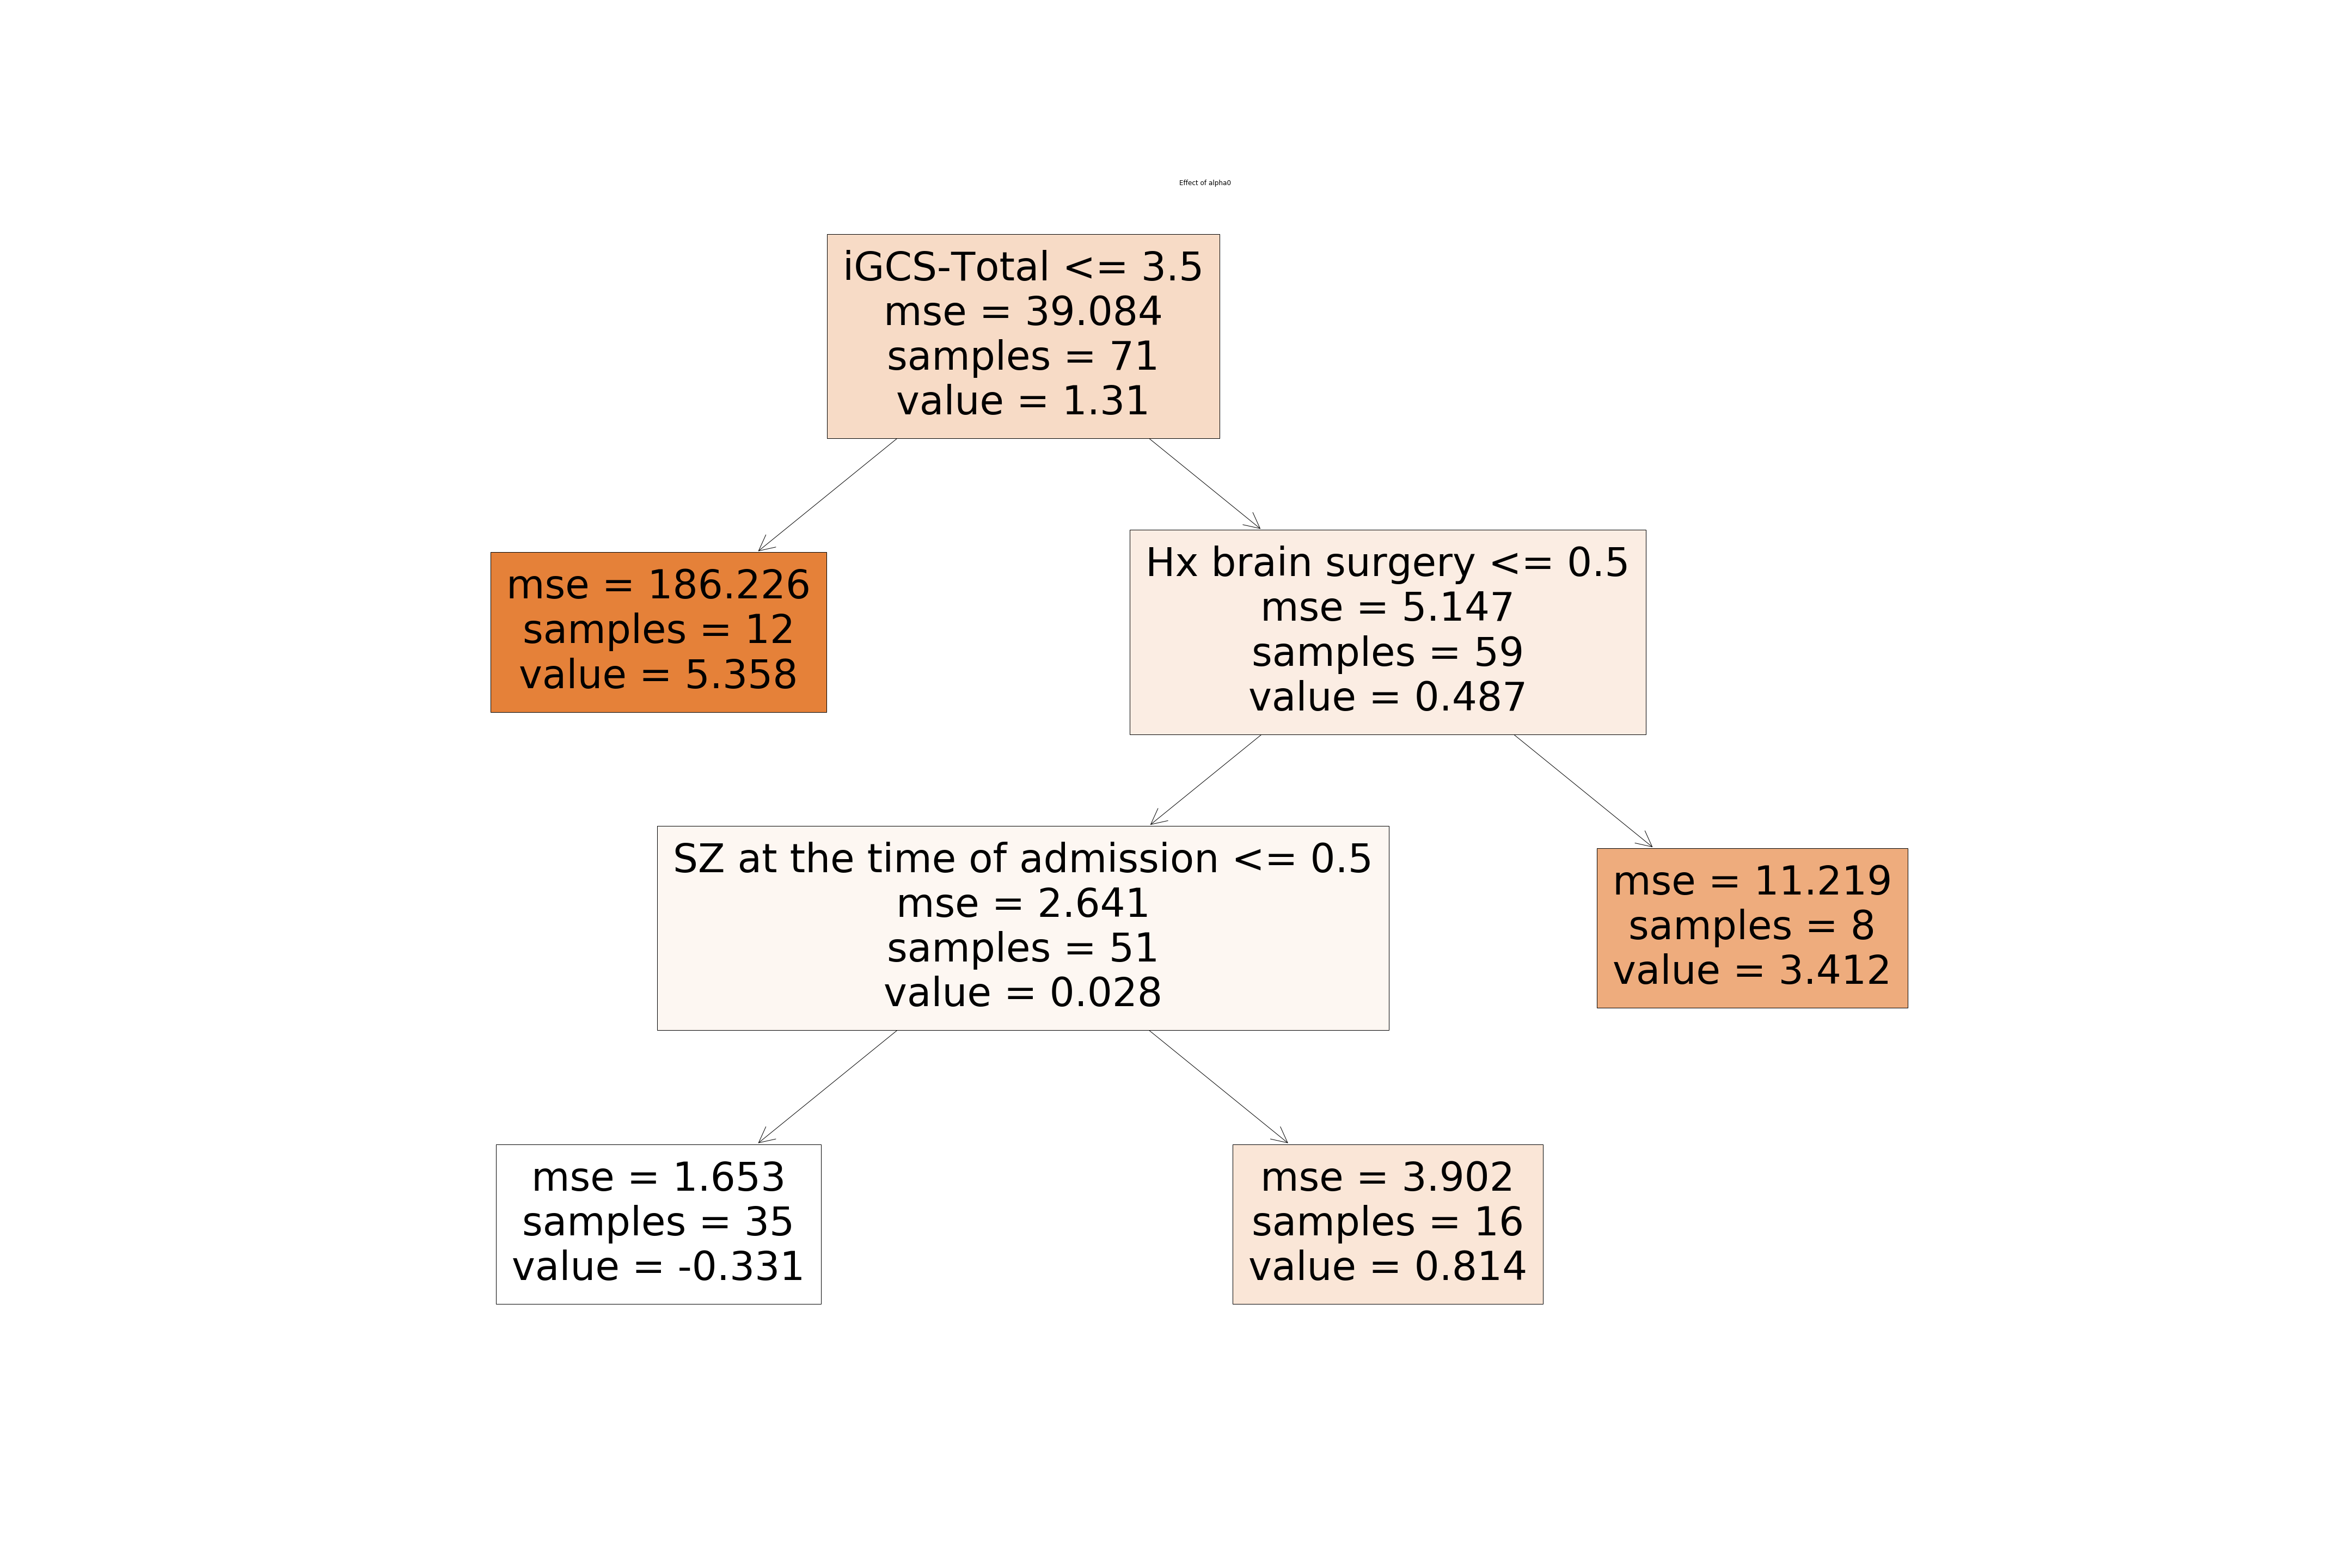 Effect of alpha0
iGCS-Total <= 3.5
mse = 39.084
samples = 71
value = 1.31
mse = 186.226
samples = 12
value = 5.358
Hx brain surgery <= 0.5
mse = 5.147
samples = 59
value = 0.487
SZ at the time of admission <= 0.5
mse = 2.641
samples = 51
value = 0.028
mse = 11.219
samples = 8
value = 3.412
mse = 1.653
samples = 35
value = -0.331
mse = 3.902
samples = 16
value = 0.814